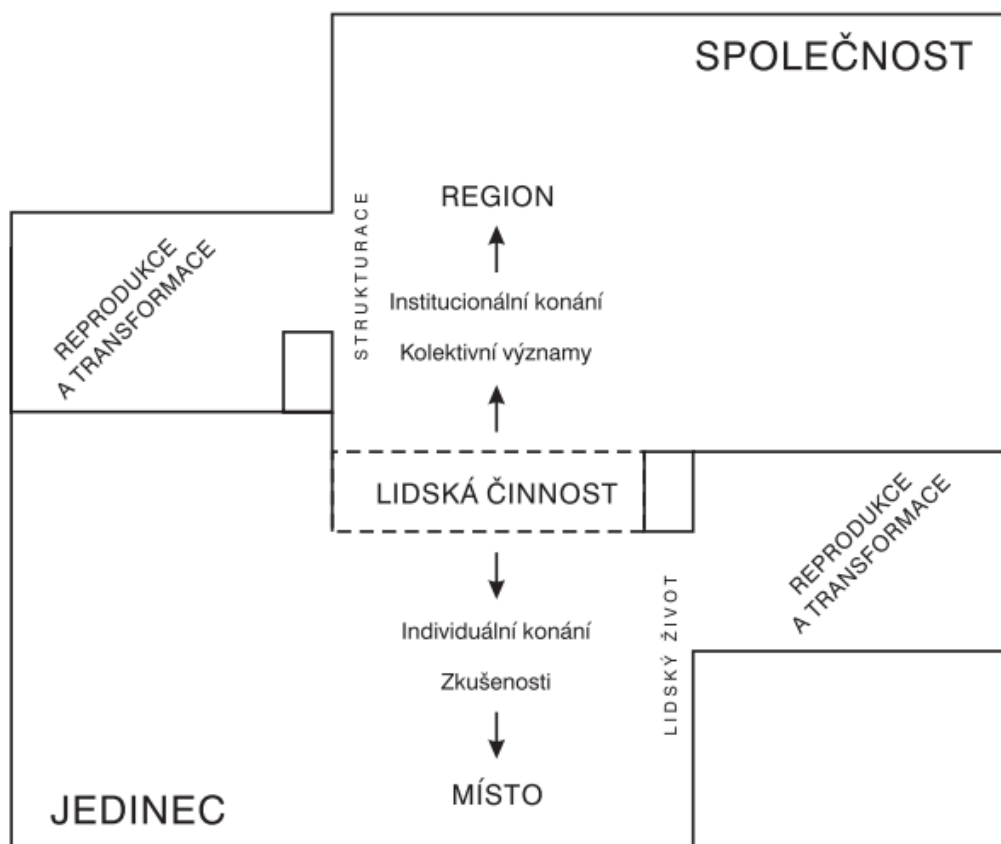 SPOLEČNOST
REGION
STRUKTURACE
REPRODUKCE
A TRANSFORMACE
Institucionální konání
Kolektivní významy
LIDSKÁ ČINNOST
REPRODUKCE
A TRANSFORMACE
Individuální konání
LIDSKÝ ŽIVOT
Zkušenosti
MÍSTO
JEDINEC